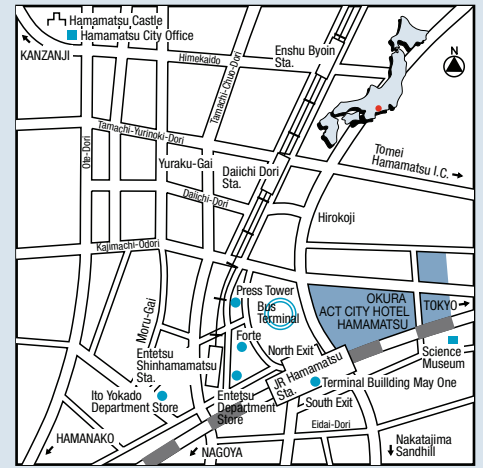 Hamamatsu Castle
Hamamatsu City Office
KANZANJI
Himekaido
Enshu Byoin
Sta.
N
Tamachi-Chuo-Dori
Ote-Dori
Tamachi-Yurinoki-Dori
Yuraku-Gai
Tomei
Hamamatsu I.C.
Daiichi Dori
Sta.
Daiichi-Dori
Hirokoji
Kajimachi-Odori
Press Tower
Bus
Terminal
OKURA
ACT CITY HOTEL
HAMAMATSU
TOKYO
Moru-Gai
Forte
North Exit
Entetsu
Shinhamamatsu
Sta.
JR Hamamatsu
Sta.
Science
Museum
Terminal Buillding May One
Ito Yokado
Department Store
Entetsu
Department
Store
South Exit
Eidai-Dori
HAMANAKO
NAGOYA
Nakatajima
Sandhill